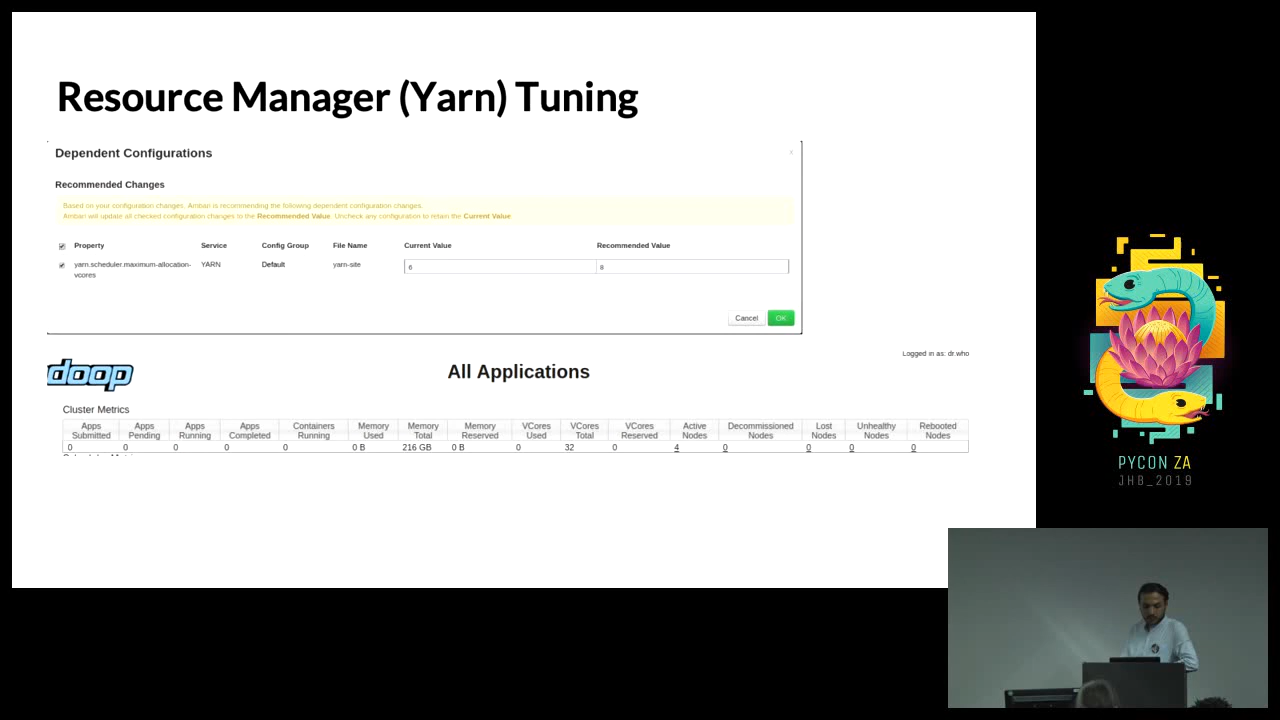 Resource Manager (Yarn) Tuning
Dependent Configurations
Recommended Changes
Based on your configuration changes, Ambari is recommending the following dependent configuration changes.
Ambari will update all checked configuration changes to the Recommended Value. Uncheck any configuration to retain the Current Value
Property Service Config Group File Name Current Value Recommended Value
yarn.scheduler.maximum-allocation- YARN Default yarn-site 6 8
vcores
Cancel OK
Logged in as: dr.who
doop All Applications
Cluster Metrics
Apps Apps Apps Apps Containers Memory Memory Memory VCores VCores VCores Active Decommissioned Lost Unhealthy Rebooted
Submitted Pending Running Completed Running Used Total Reserved Used Total Reserved Nodes Nodes Nodes Nodes Nodes
0 0 0 0 0 0 B 216 GB 0 B 0 32 0 4 0 0 0 0
PYCON ZA
JHB_2019